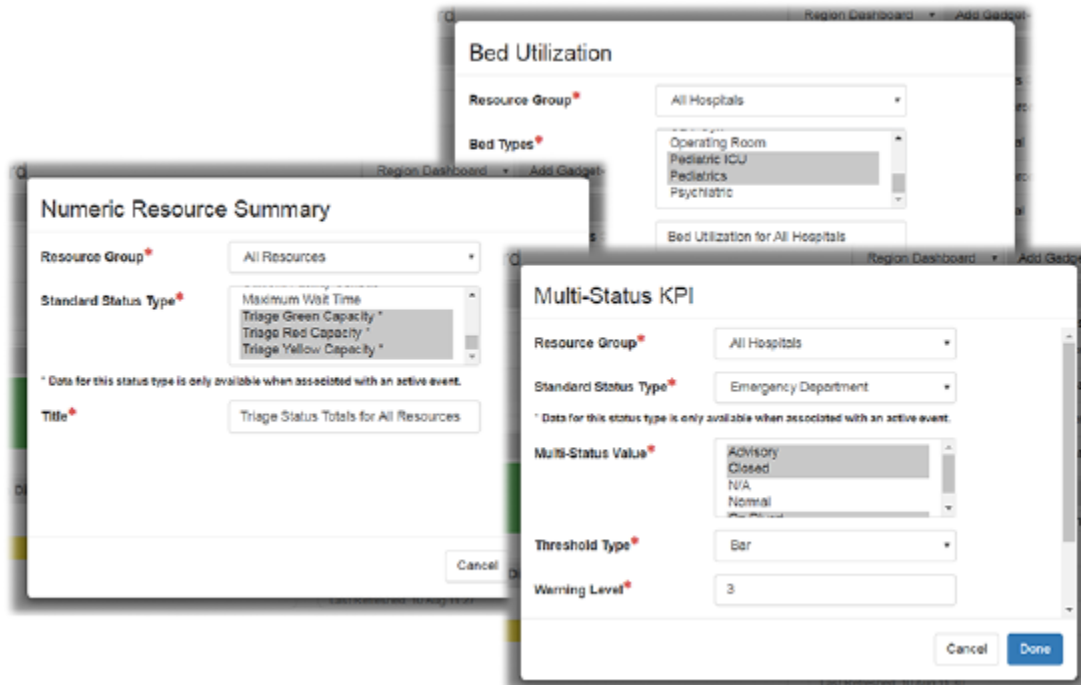 Region Dashboard
Add Gadget
Bed Utilization
Resource Group*
All Hospitals
Bed Types*
Operating Room
Pediatric ICU
Pediatrics
Psychiatric
Bed Utilization for All Hospitals
Region Dashboard
Add Gadget
Numeric Resource Summary
Resource Group*
All Resources
Standard Status Type*
Maximum Wait Time
Triage Green Capacity *
Triage Red Capacity *
Triage Yellow Capacity *
* Data for this status type is only available when associated with an active event.
Title*
Triage Status Totals for All Resources
Cancel
Region Dashboard
Add Gadge
Multi-Status KPI
Resource Group*
All Hospitals
Standard Status Type*
Emergency Department
* Data for this status type is only available when associated with an active event.
Multi-Status Value*
Advisory
Closed
N/A
Normal
Threshold Type*
Bar
Warning Level*
3
Cancel
Done